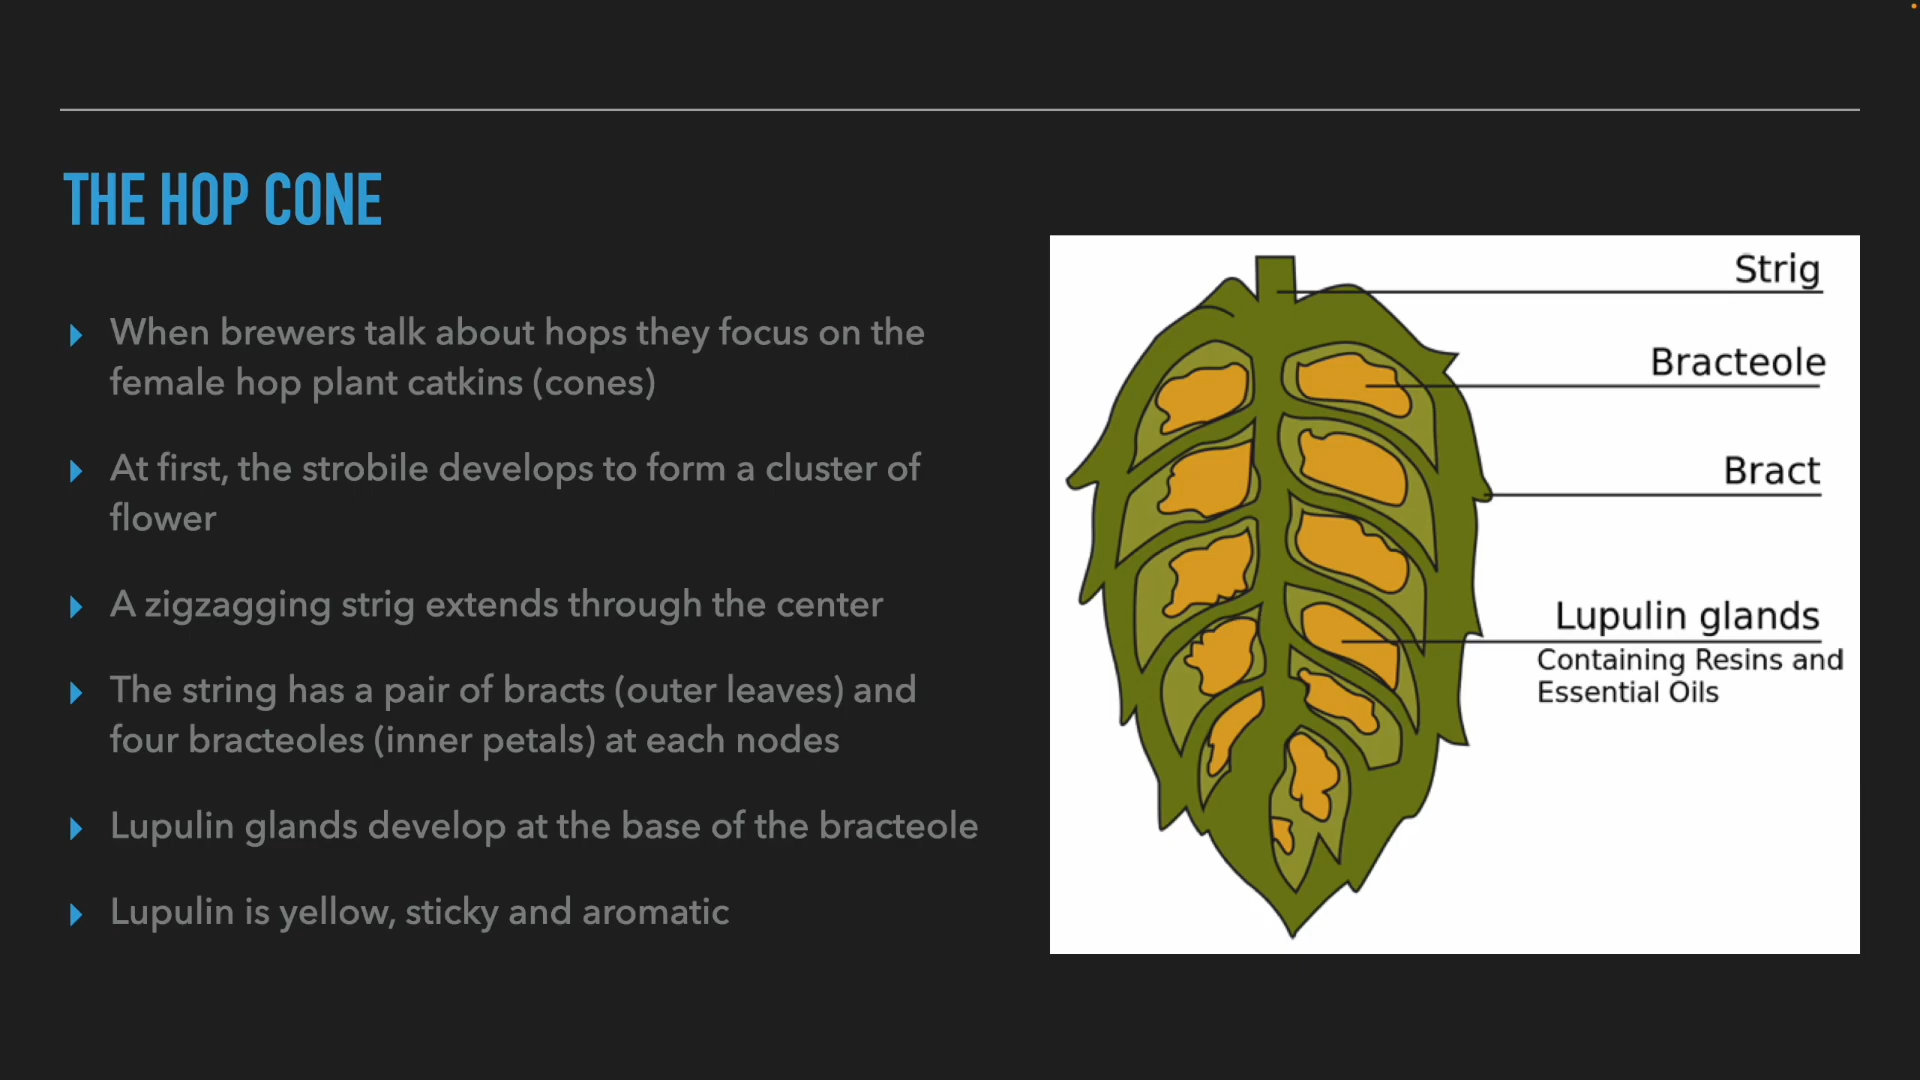 THE HOP CONE
When brewers talk about hops they focus on the
female hop plant catkins (cones)
At first, the strobile develops to form a cluster of
flower
A zigzagging strig extends through the center
The string has a pair of bracts (outer leaves) and
four bracteoles (inner petals) at each nodes
Lupulin glands develop at the base of the bracteole
Lupulin is yellow, sticky and aromatic
Strig
Bracteole
Bract
Lupulin glands
Containing Resins and
Essential Oils